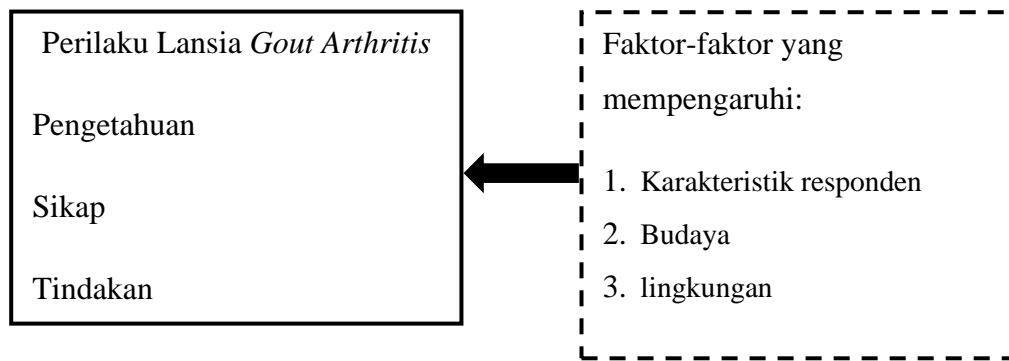 Perilaku Lansia Gout Arthritis
Pengetahuan
Sikap
Tindakan
Faktor-faktor yang
mempengaruhi:
1. Karakteristik responden
2. Budaya
3. lingkungan